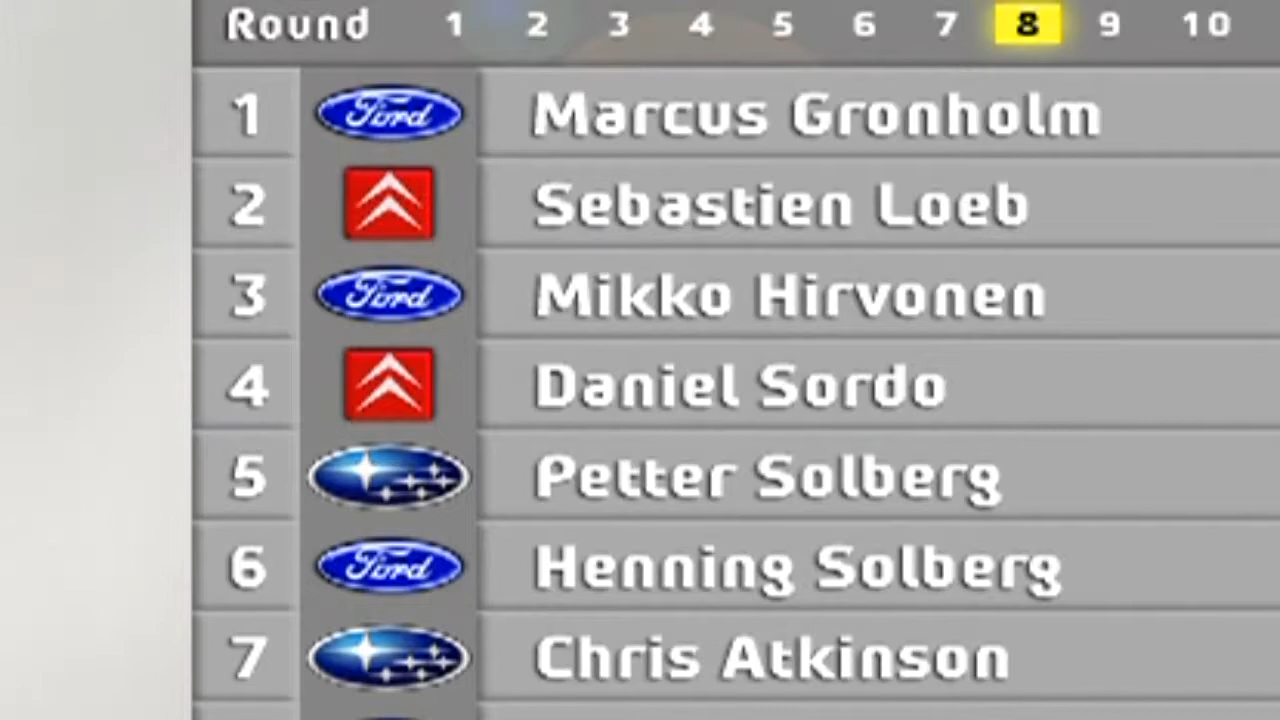 Round 1 2 3 4 5 6 7 8 9 10
1 Ford Marcus Gronholm
2 Sebastien Loeb
3 Ford Mikko Hirvonen
4 Daniel Sordo
5 Petter Solberg
6 Ford Henning Solberg
7 Chris Atkinson